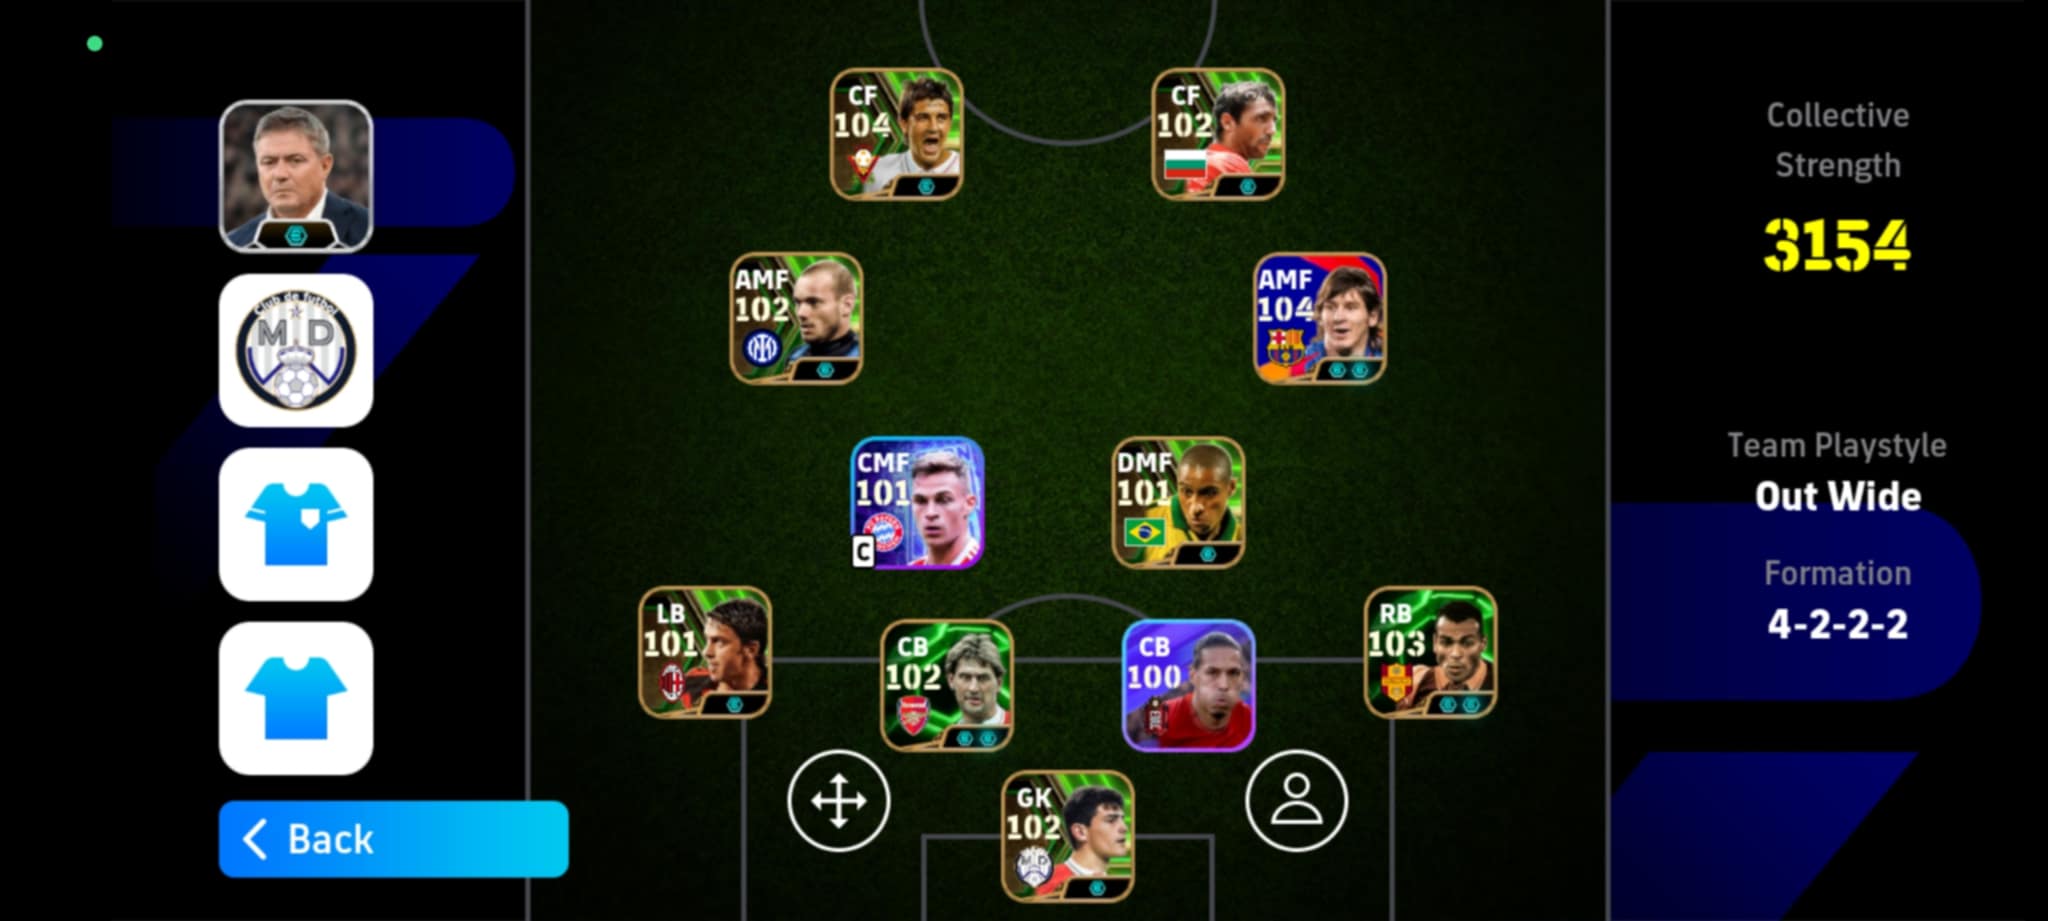 Club de futbol
M D
Back
CF
104
CF
102
AMF
102
AMF
104
CMF
101
C
DMF
101
LB
101
CB
102
Arsenal
CB
100
RB
103
GK
102
M D
Collective
Strength
3154
Team Playstyle
Out Wide
Formation
4-2-2-2